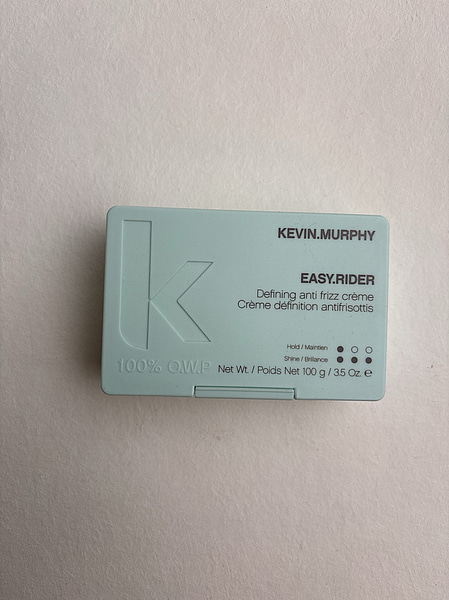 KEVIN.MURPHY
EASY.RIDER
Defining anti frizz crème
Crème définition antifrisottis
Hold / Maintien
Shine / Brillance
100% O.W.P
Net Wt. / Poids Net 100 g / 3.5 Oz. ℮